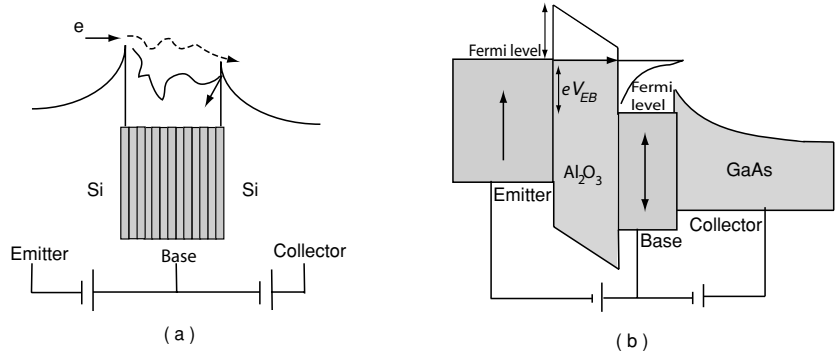 e
Si
Si
Emitter
Base
Collector
( a )
Fermi level
eV_EB
Fermi
level
Al2O3
GaAs
Emitter
Collector
Base
( b )